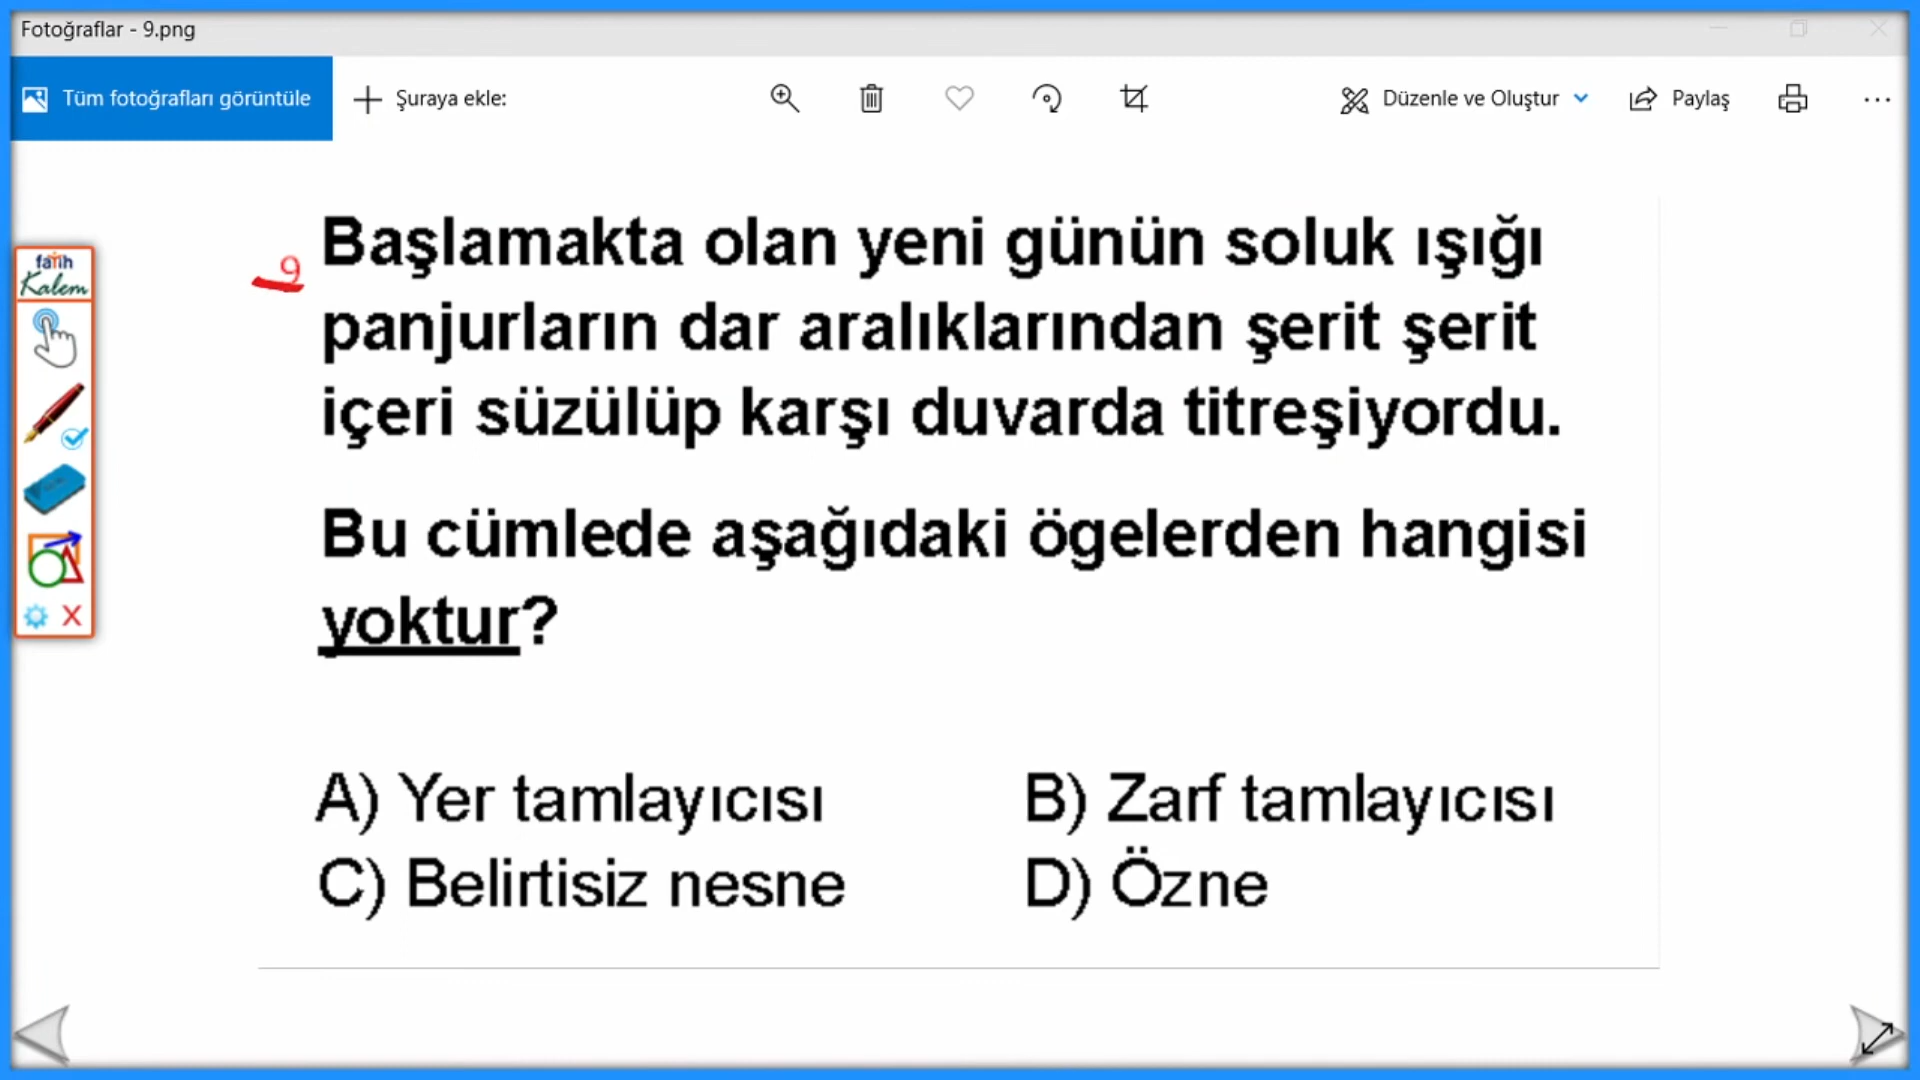 Fotoğraflar - 9.png
Tüm fotoğrafları görüntüle
Şuraya ekle:
Düzenle ve Oluştur
Paylaş
fatih
Kalem
9
Başlamakta olan yeni günün soluk ışığı
panjurların dar aralıklarından şerit şerit
içeri süzülüp karşı duvarda titreşiyordu.
Bu cümlede aşağıdaki ögelerden hangisi
yoktur?
A) Yer tamlayıcısı
B) Zarf tamlayıcısı
C) Belirtisiz nesne
D) Özne